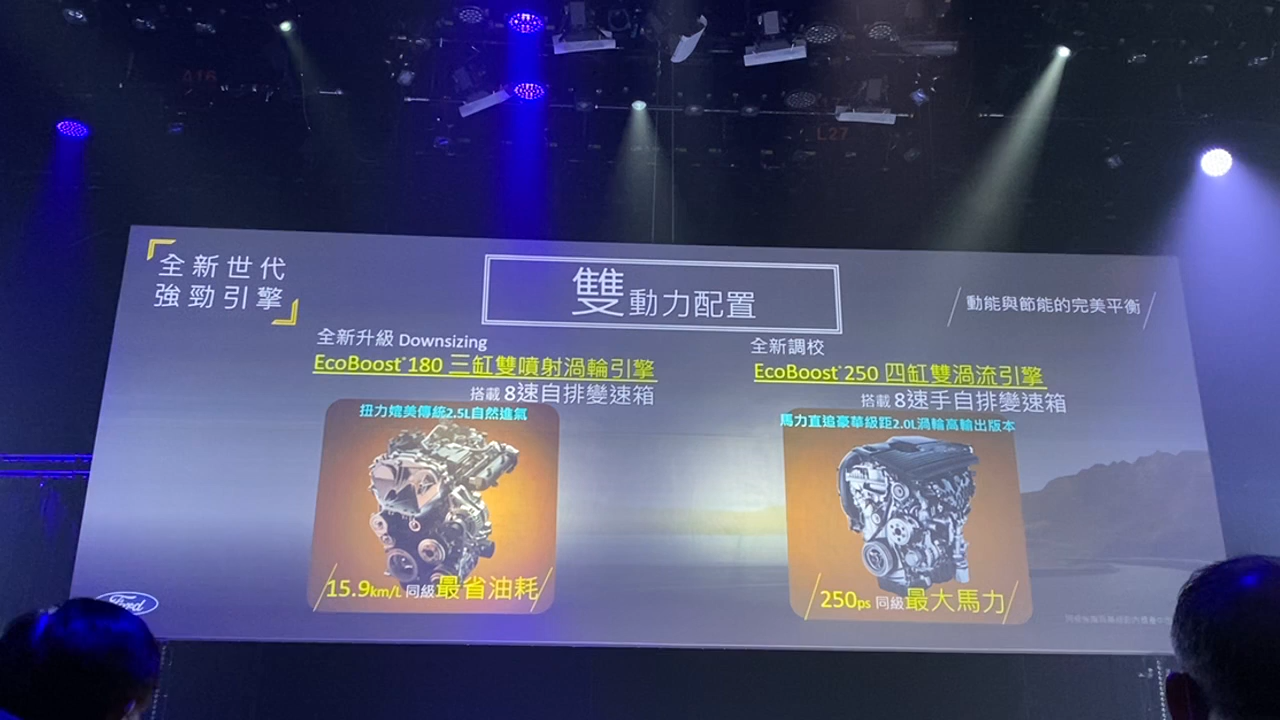 A16
L27
全新世代
強勁引擎
雙動力配置
動能與節能的完美平衡
全新升級 Downsizing
EcoBoost® 180 三缸雙噴射渦輪引擎
搭載 8速自排變速箱
扭力媲美傳統2.5L自然進氣
15.9km/L 同級最省油耗
全新調校
EcoBoost® 250 四缸雙渦流引擎
搭載 8速手自排變速箱
馬力直追豪華級距2.0L渦輪高輸出版本
250ps 同級最大馬力
Ford